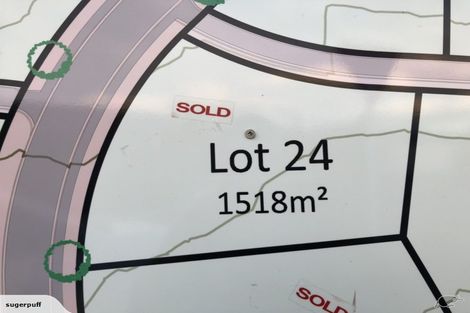 SOLD
Lot 24
1518m²
SOLD
sugerpuff